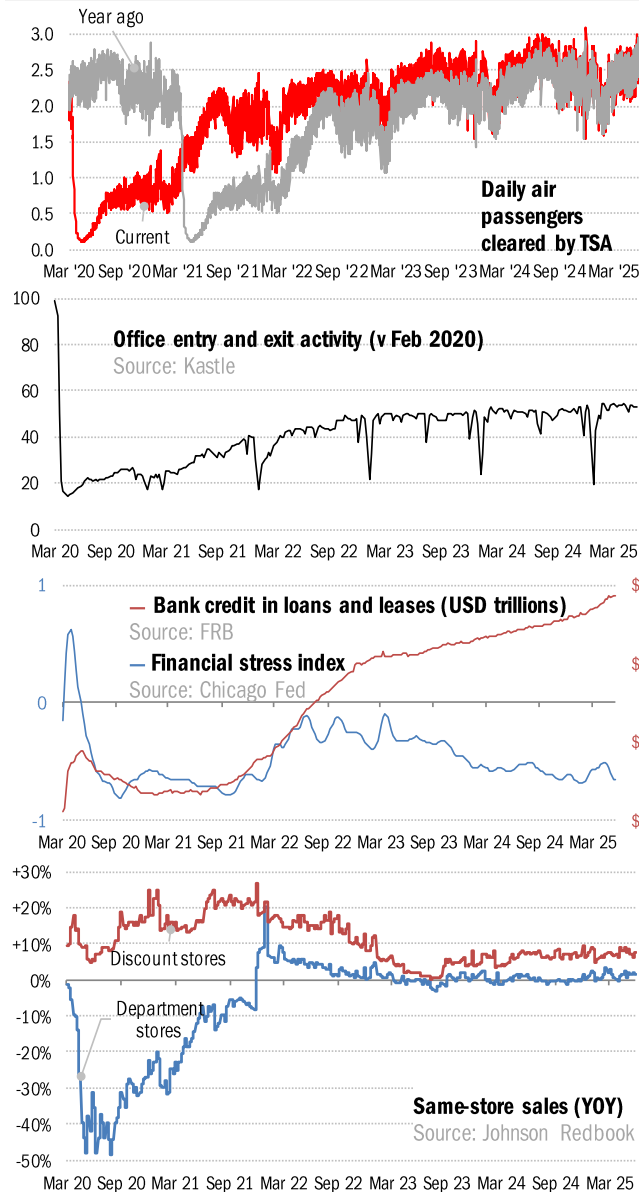 Year ago
3.0
2.5
2.0
1.5
1.0
0.5
0.0
Current
Daily air
passengers
cleared by TSA
Mar '20 Sep '20 Mar '21 Sep '21 Mar '22 Sep '22 Mar '23 Sep '23 Mar '24 Sep '24 Mar '25
100
80
60
40
20
0
Office entry and exit activity (v Feb 2020)
Source: Kastle
Mar 20 Sep 20 Mar 21 Sep 21 Mar 22 Sep 22 Mar 23 Sep 23 Mar 24 Sep 24 Mar 25
1
0
-1
Bank credit in loans and leases (USD trillions)
Source: FRB
Financial stress index
Source: Chicago Fed
$
$
$
$
Mar 20 Sep 20 Mar 21 Sep 21 Mar 22 Sep 22 Mar 23 Sep 23 Mar 24 Sep 24 Mar 25
+30%
+20%
+10%
0%
-10%
-20%
-30%
-40%
-50%
Discount stores
Department
stores
Same-store sales (YOY)
Source: Johnson Redbook
Mar 20 Sep 20 Mar 21 Sep 21 Mar 22 Sep 22 Mar 23 Sep 23 Mar 24 Sep 24 Mar 25